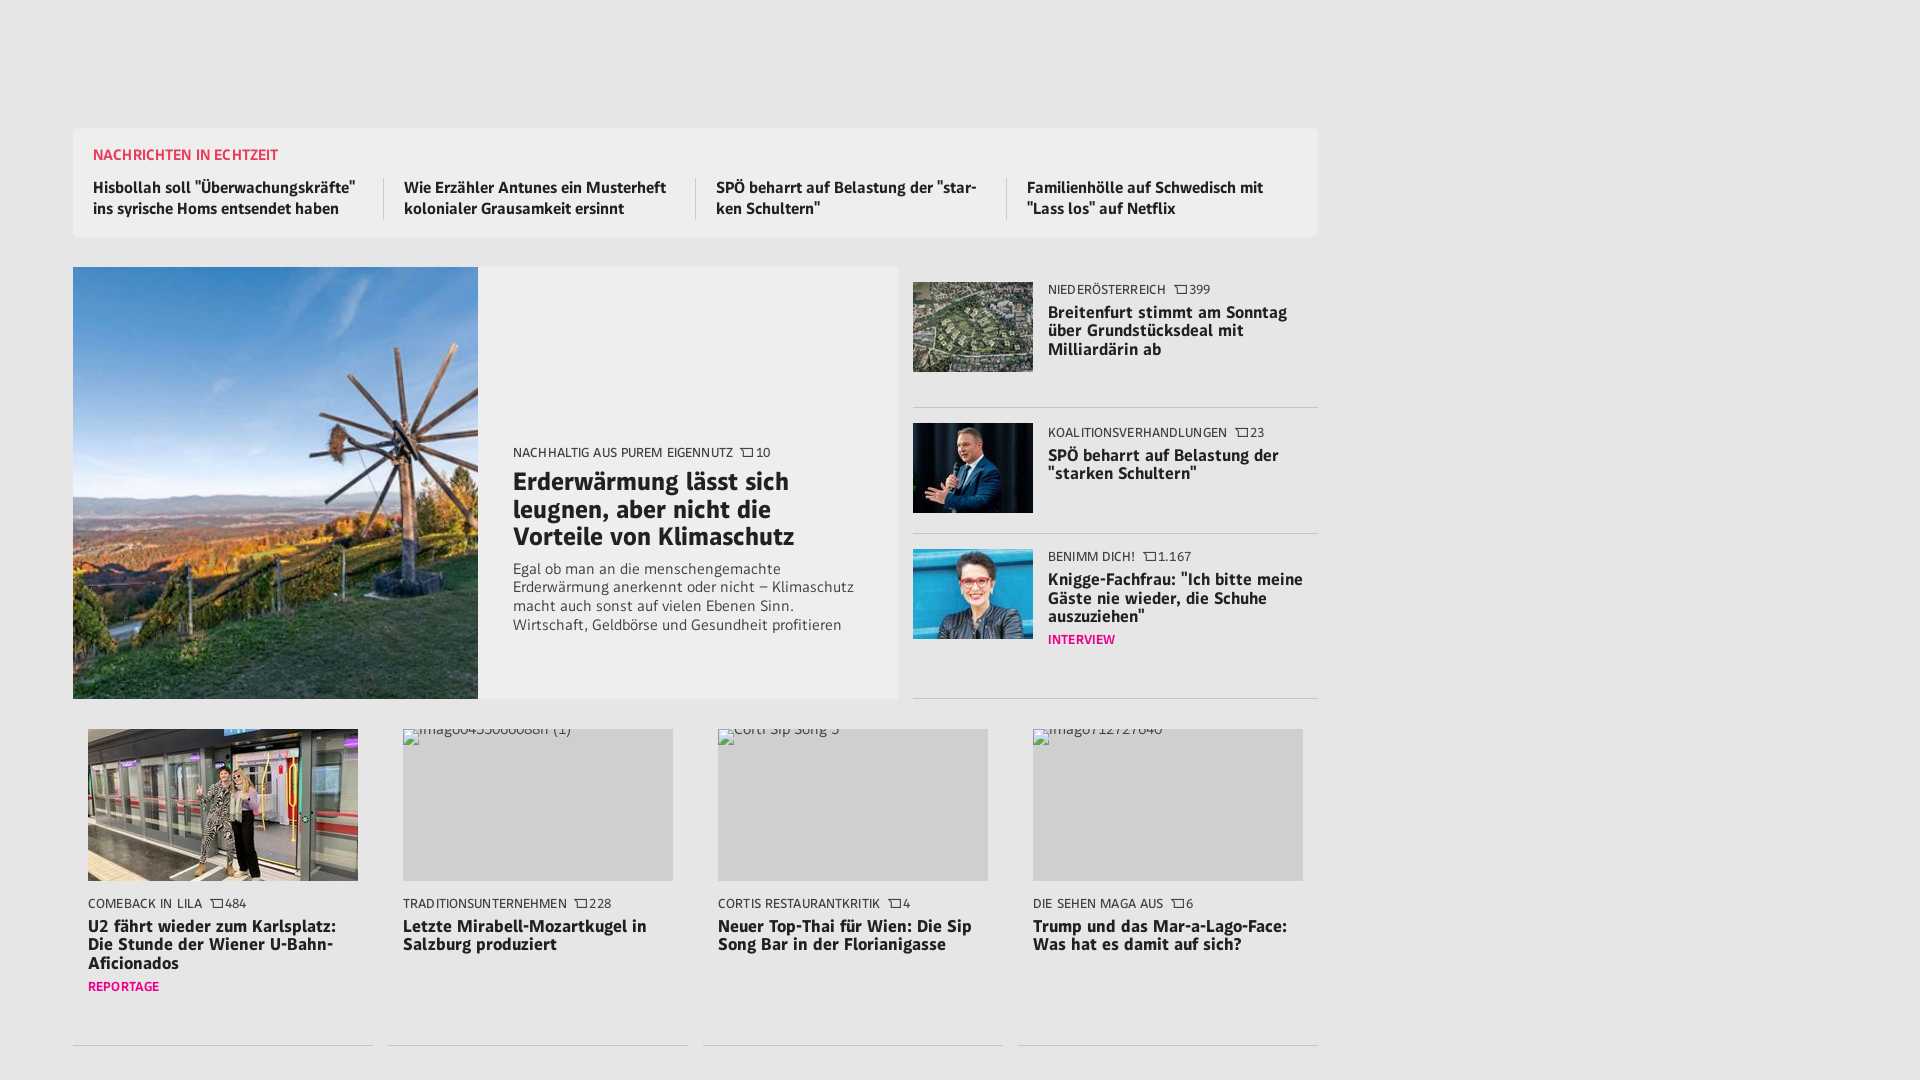 NACHRICHTEN IN ECHTZEIT
Hisbollah soll "Überwachungskräfte"
ins syrische Homs entsendet haben
Wie Erzähler Antunes ein Musterheft
kolonialer Grausamkeit ersinnt
SPÖ beharrt auf Belastung der "star-
ken Schultern"
Familienhölle auf Schwedisch mit
"Lass los" auf Netflix
NACHHALTIG AUS PUREM EIGENNUTZ 10
Erderwärmung lässt sich
leugnen, aber nicht die
Vorteile von Klimaschutz
Egal ob man an die menschengemachte
Erderwärmung anerkennt oder nicht – Klimaschutz
macht auch sonst auf vielen Ebenen Sinn.
Wirtschaft, Geldbörse und Gesundheit profitieren
NIEDERÖSTERREICH 399
Breitenfurt stimmt am Sonntag
über Grundstücksdeal mit
Milliardärin ab
KOALITIONSVERHANDLUNGEN 23
SPÖ beharrt auf Belastung der
"starken Schultern"
BENIMM DICH! 1.167
Knigge-Fachfrau: "Ich bitte meine
Gäste nie wieder, die Schuhe
auszuziehen"
INTERVIEW
COMEBACK IN LILA 484
U2 fährt wieder zum Karlsplatz:
Die Stunde der Wiener U-Bahn-
Aficionados
REPORTAGE
imago0455066088h (1)
TRADITIONSUNTERNEHMEN 228
Letzte Mirabell-Mozartkugel in
Salzburg produziert
Corti Sip Song 5
CORTIS RESTAURANTKRITIK 4
Neuer Top-Thai für Wien: Die Sip
Song Bar in der Florianigasse
imago712727640
DIE SEHEN MAGA AUS 6
Trump und das Mar-a-Lago-Face:
Was hat es damit auf sich?